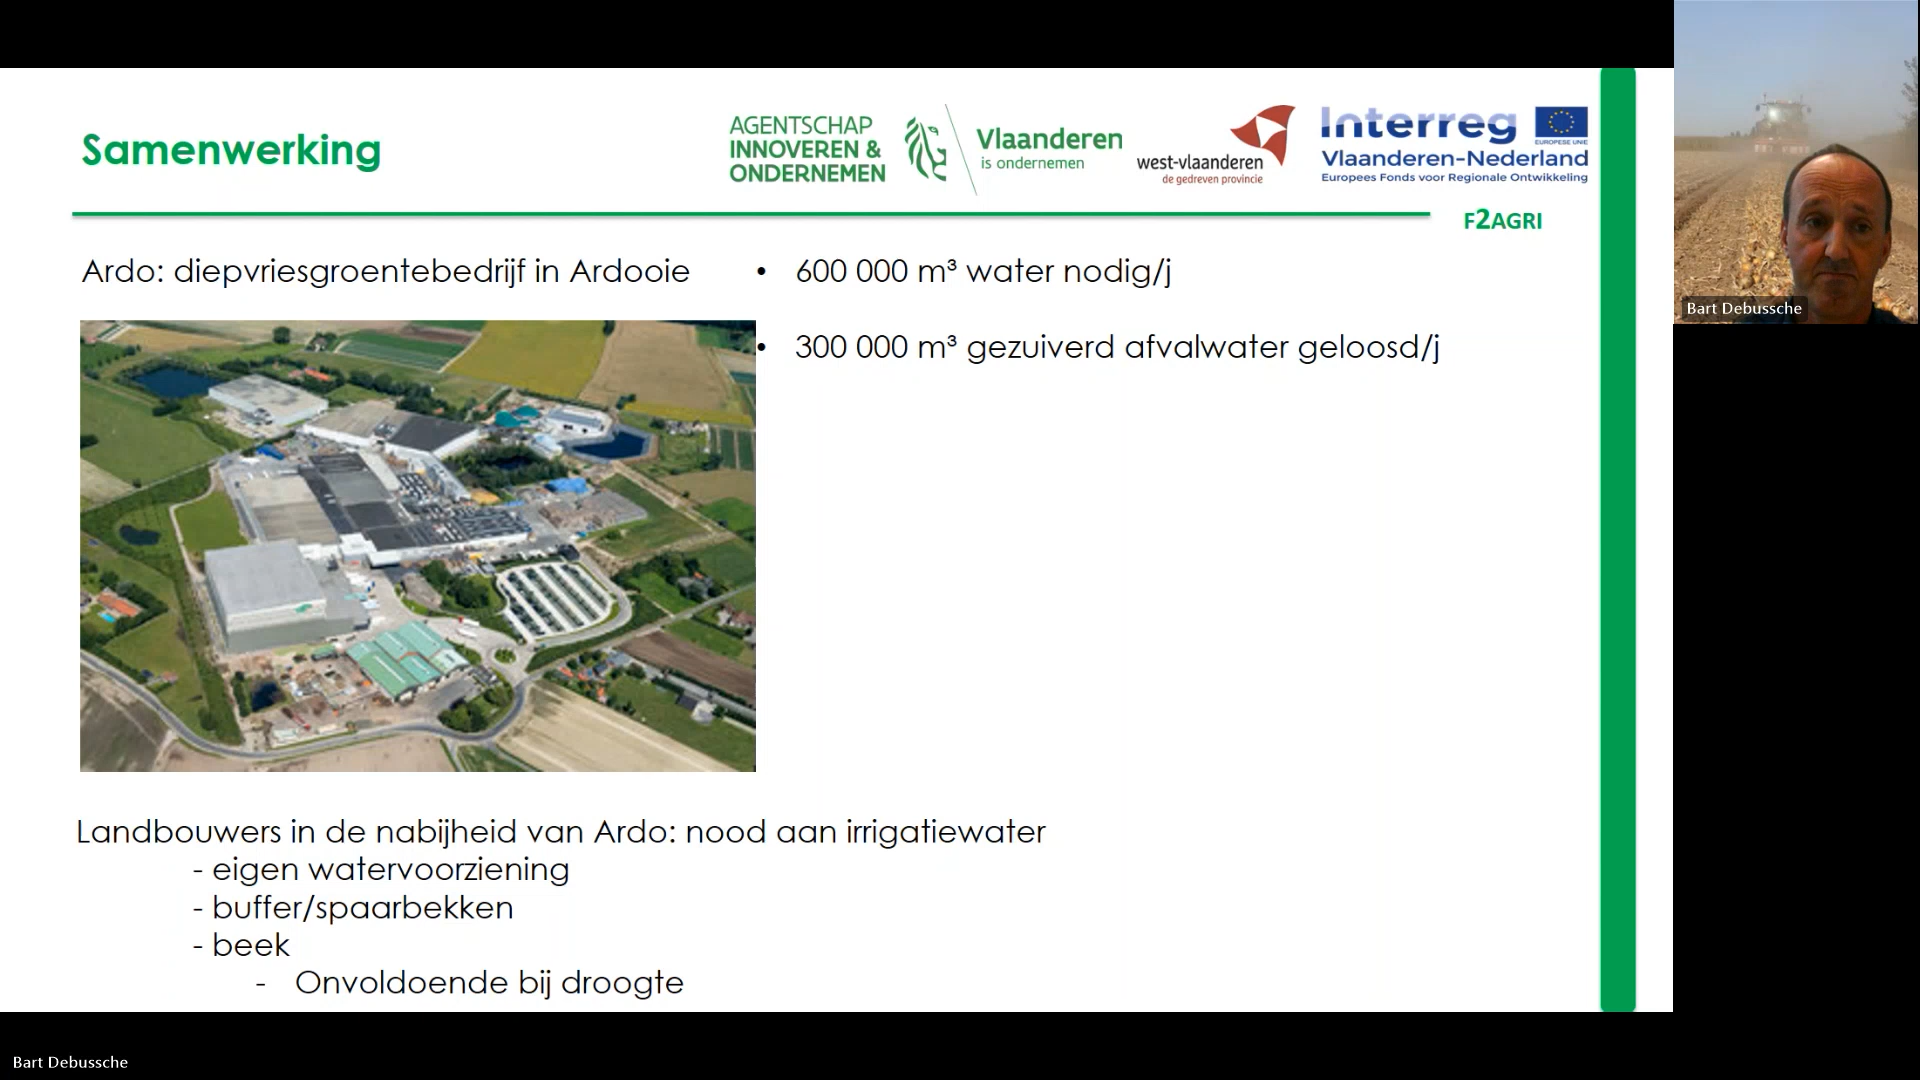 Samenwerking
AGENTSCHAP
INNOVEREN &
ONDERNEMEN
Vlaanderen
is ondernemen
west-vlaanderen
de gedreven provincie
Interreg
EUROPESE UNIE
Vlaanderen-Nederland
Europees Fonds voor Regionale Ontwikkeling
F2AGRI
Ardo: diepvriesgroentebedrijf in Ardooie
• 600 000 m³ water nodig/j
• 300 000 m³ gezuiverd afvalwater geloosd/j
Landbouwers in de nabijheid van Ardo: nood aan irrigatiewater
- eigen watervoorziening
- buffer/spaarbekken
- beek
- Onvoldoende bij droogte
Bart Debussche
Bart Debussche